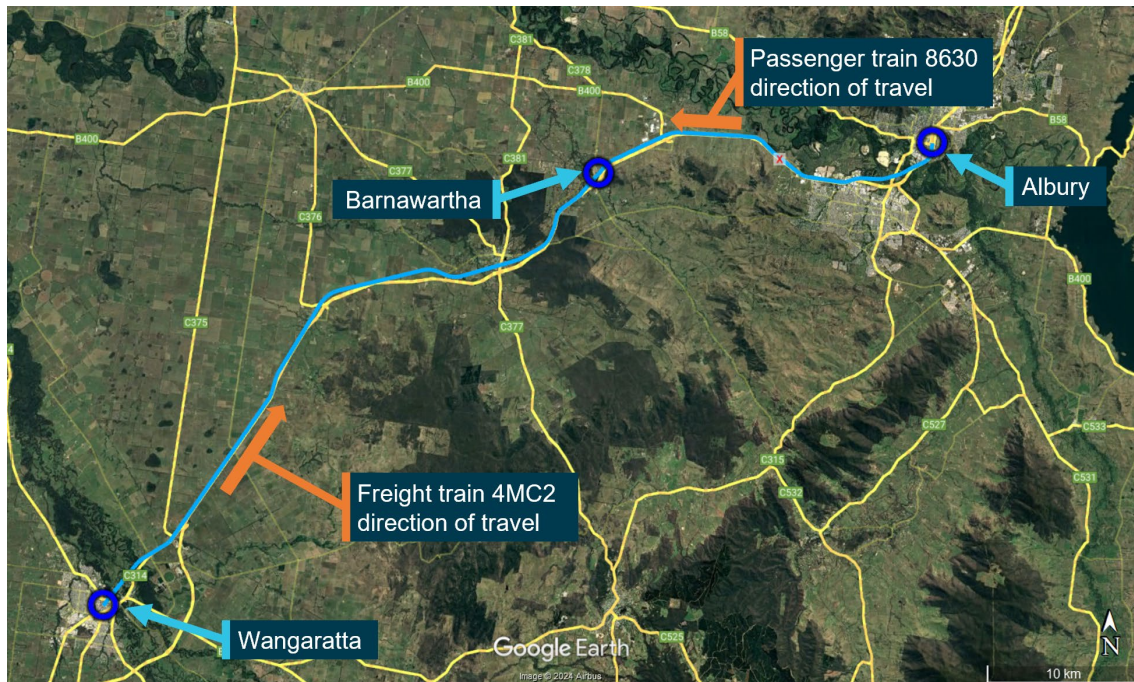 C381
B58
Passenger train 8630
direction of travel
C378
B400
B400
B400
B58
C381
C377
Barnawartha
Albury
C376
B400
C375
C377
4
C527
C533
C315
Freight train 4MC2
direction of travel
C532
C531
C314
Wangaratta
C525
Google Earth
Image © 2024 Airbus
N
10 km
X